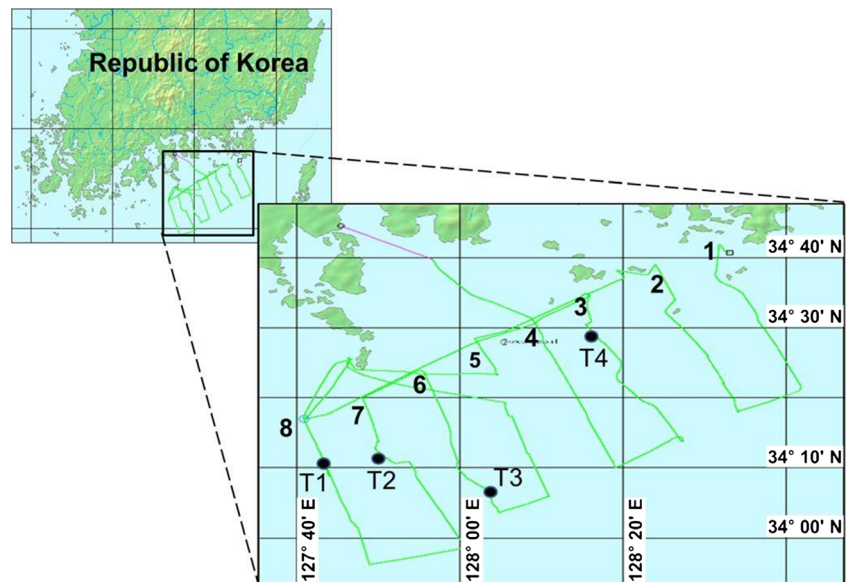 Republic of Korea
1
34° 40' N
2
3
34° 30' N
4
T4
5
6
7
8
34° 10' N
T1
T2
T3
127° 40' E
128° 00' E
128° 20' E
34° 00' N